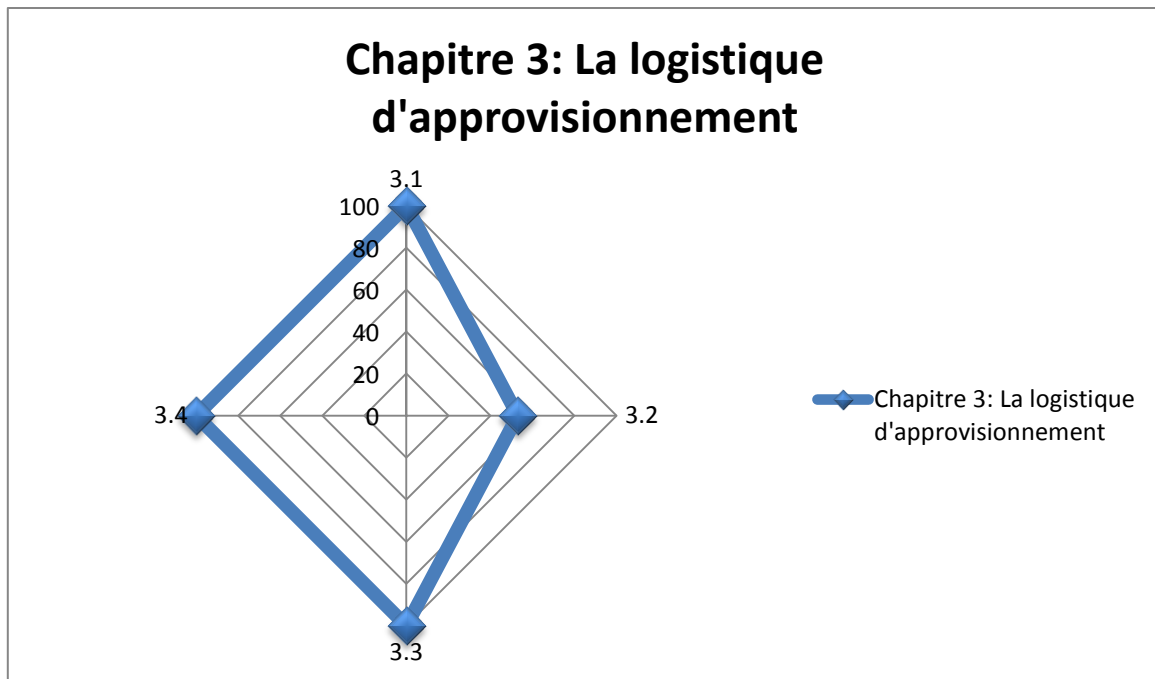 Chapitre 3: La logistique
d'approvisionnement
3.1
100
80
60
40
20
0
3.4
3.2
3.3
Chapitre 3: La logistique
d'approvisionnement